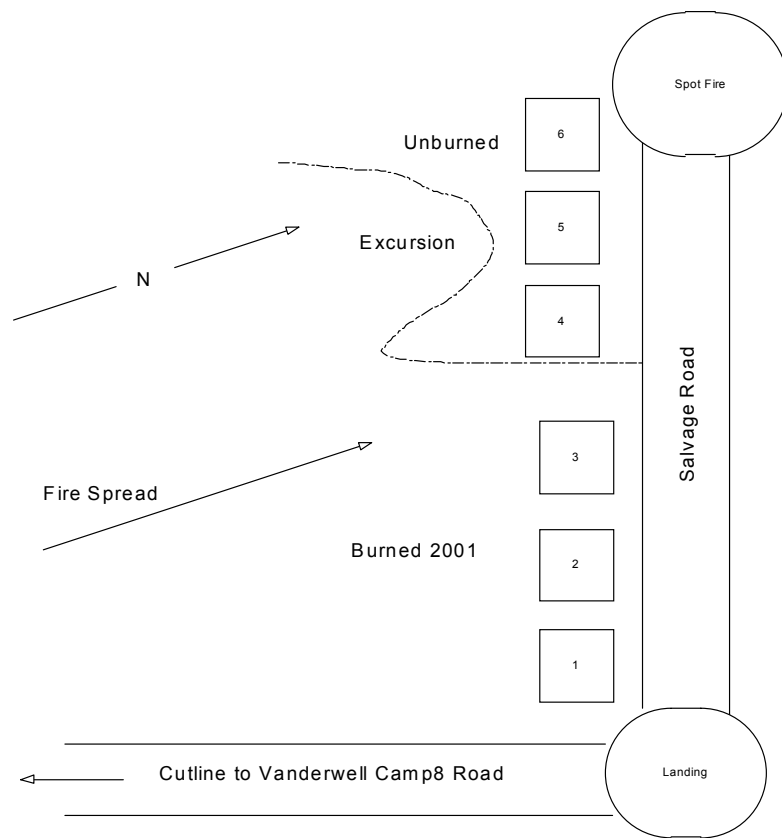 Spot Fire
6
Unburned
5
Excursion
N
4
Salvage Road
3
Fire Spread
Burned 2001
2
1
Cutline to Vanderwell Camp8 Road
Landing